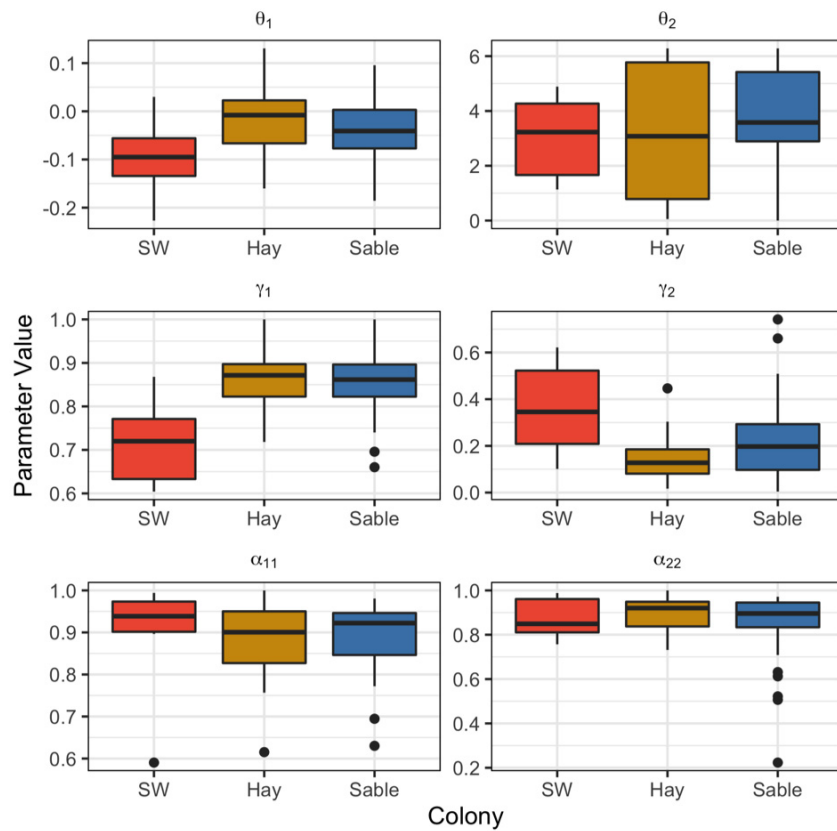 θ₁
θ₂
0.1
0.0
-0.1
-0.2
SW Hay Sable
6
4
2
0
SW Hay Sable
Parameter Value
γ₁
γ₂
1.0
0.9
0.8
0.7
0.6
SW Hay Sable
0.6
0.4
0.2
0.0
SW Hay Sable
α₁₁
α₂₂
1.0
0.9
0.8
0.7
0.6
SW Hay Sable
1.0
0.8
0.6
0.4
0.2
SW Hay Sable
Colony